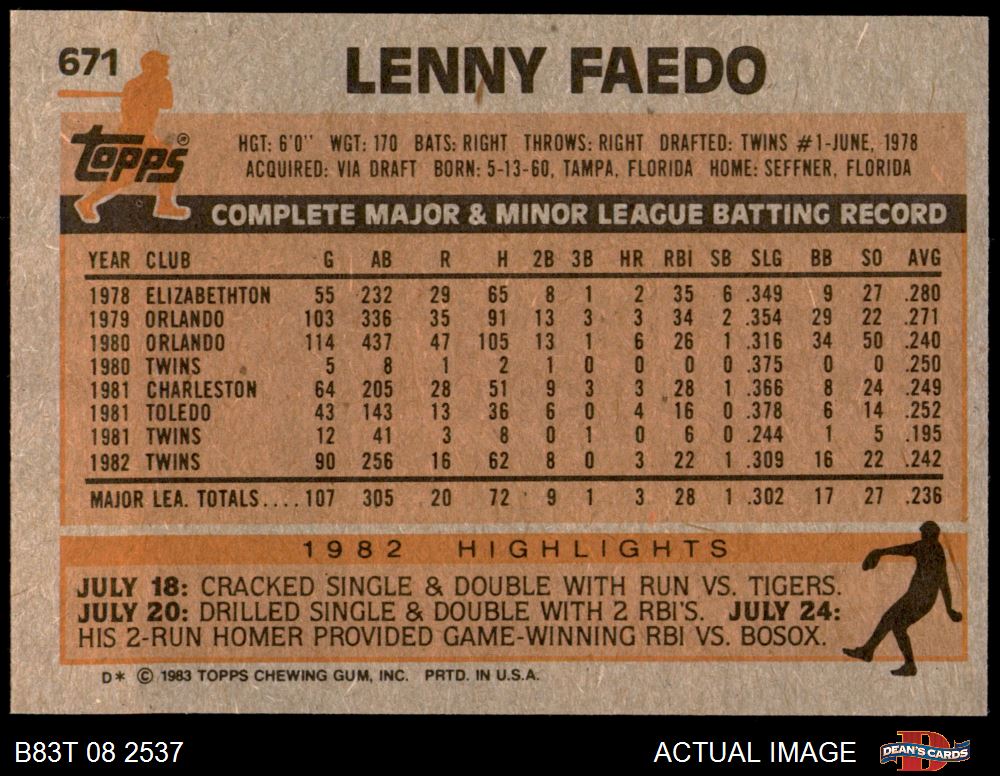 671
LENNY FAEDO
topps®
HGT: 6'0" WGT: 170 BATS: RIGHT THROWS: RIGHT DRAFTED: TWINS #1-JUNE, 1978
ACQUIRED: VIA DRAFT BORN: 5-13-60, TAMPA, FLORIDA HOME: SEFFNER, FLORIDA
COMPLETE MAJOR & MINOR LEAGUE BATTING RECORD
YEAR CLUB G AB R H 2B 3B HR RBI SB SLG BB SO AVG
1978 ELIZABETHTON 55 232 29 65 8 1 2 35 6 .349 9 27 .280
1979 ORLANDO 103 336 35 91 13 3 3 34 2 .354 29 22 .271
1980 ORLANDO 114 437 47 105 13 1 6 26 1 .316 34 50 .240
1980 TWINS 5 8 1 2 1 0 0 0 0 .375 0 0 .250
1981 CHARLESTON 64 205 28 51 9 3 3 28 1 .366 8 24 .249
1981 TOLEDO 43 143 13 36 6 0 4 16 0 .378 6 14 .252
1981 TWINS 12 41 3 8 0 1 0 6 0 .244 1 5 .195
1982 TWINS 90 256 16 62 8 0 3 22 1 .309 16 22 .242
MAJOR LEA. TOTALS....107 305 20 72 9 1 3 28 1 .302 17 27 .236
1982 HIGHLIGHTS
JULY 18: CRACKED SINGLE & DOUBLE WITH RUN VS. TIGERS.
JULY 20: DRILLED SINGLE & DOUBLE WITH 2 RBI'S. JULY 24:
HIS 2-RUN HOMER PROVIDED GAME-WINNING RBI VS. BOSOX.
D* © 1983 TOPPS CHEWING GUM, INC. PRTD. IN U.S.A.
B83T 08 2537 ACTUAL IMAGE
DEAN'S CARDS